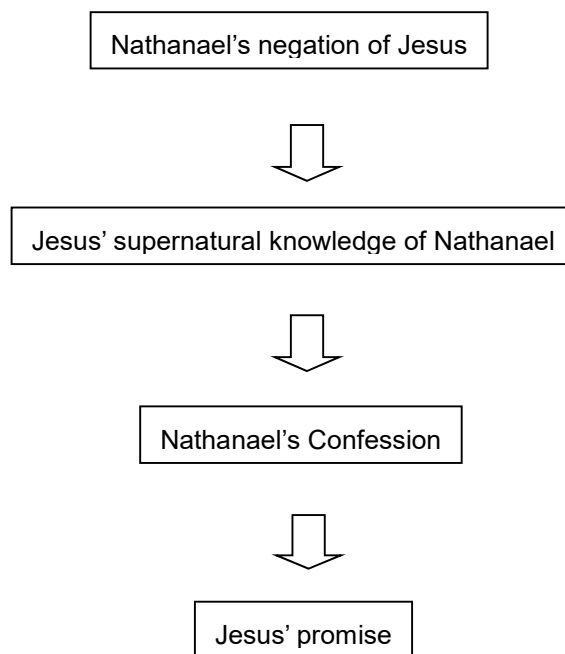 Nathanael’s negation of Jesus
Jesus’ supernatural knowledge of Nathanael
Nathanael’s Confession
Jesus’ promise